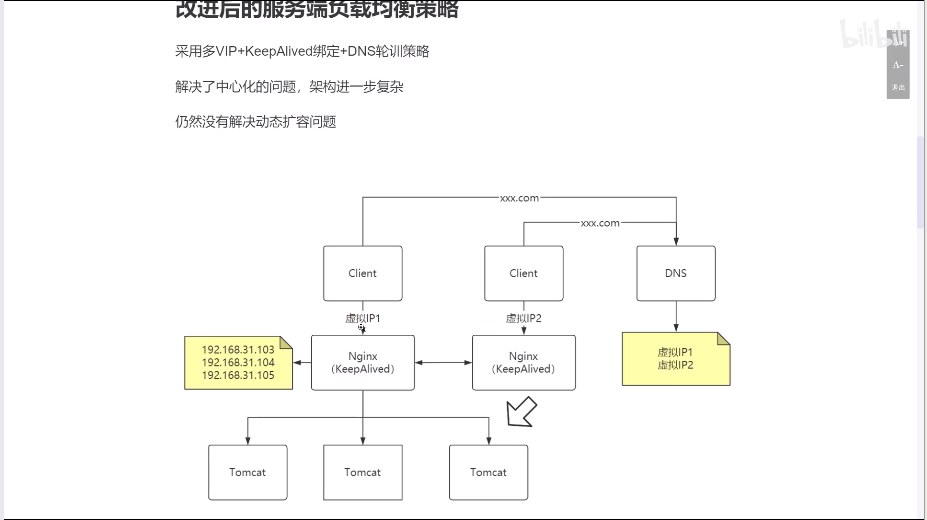 改进后的服务端负载均衡策略
bilibili
采用多VIP+KeepAlived绑定+DNS轮训策略
A-
解决了中心化的问题，架构进一步复杂
仍然没有解决动态扩容问题
xxx.com
xxx.com
Client
Client
DNS
虚拟IP1
虚拟IP2
192.168.31.103
192.168.31.104
192.168.31.105
Nginx
（KeepAlived）
Nginx
（KeepAlived）
虚拟IP1
虚拟IP2
Tomcat
Tomcat
Tomcat